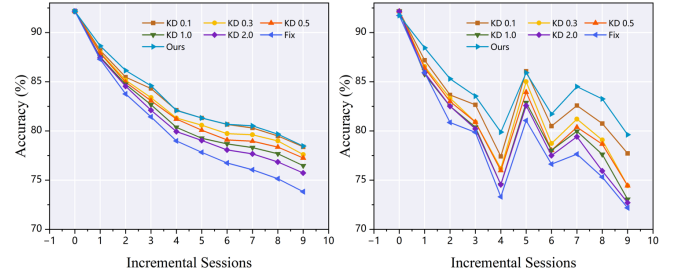 KD 0.1 KD 0.3 KD 0.5
KD 1.0 KD 2.0 Fix
Ours
Accuracy (%)
90
85
80
75
70
−1 0 1 2 3 4 5 6 7 8 9 10
Incremental Sessions
KD 0.1 KD 0.3 KD 0.5
KD 1.0 KD 2.0 Fix
Ours
Accuracy (%)
90
85
80
75
70
−1 0 1 2 3 4 5 6 7 8 9 10
Incremental Sessions